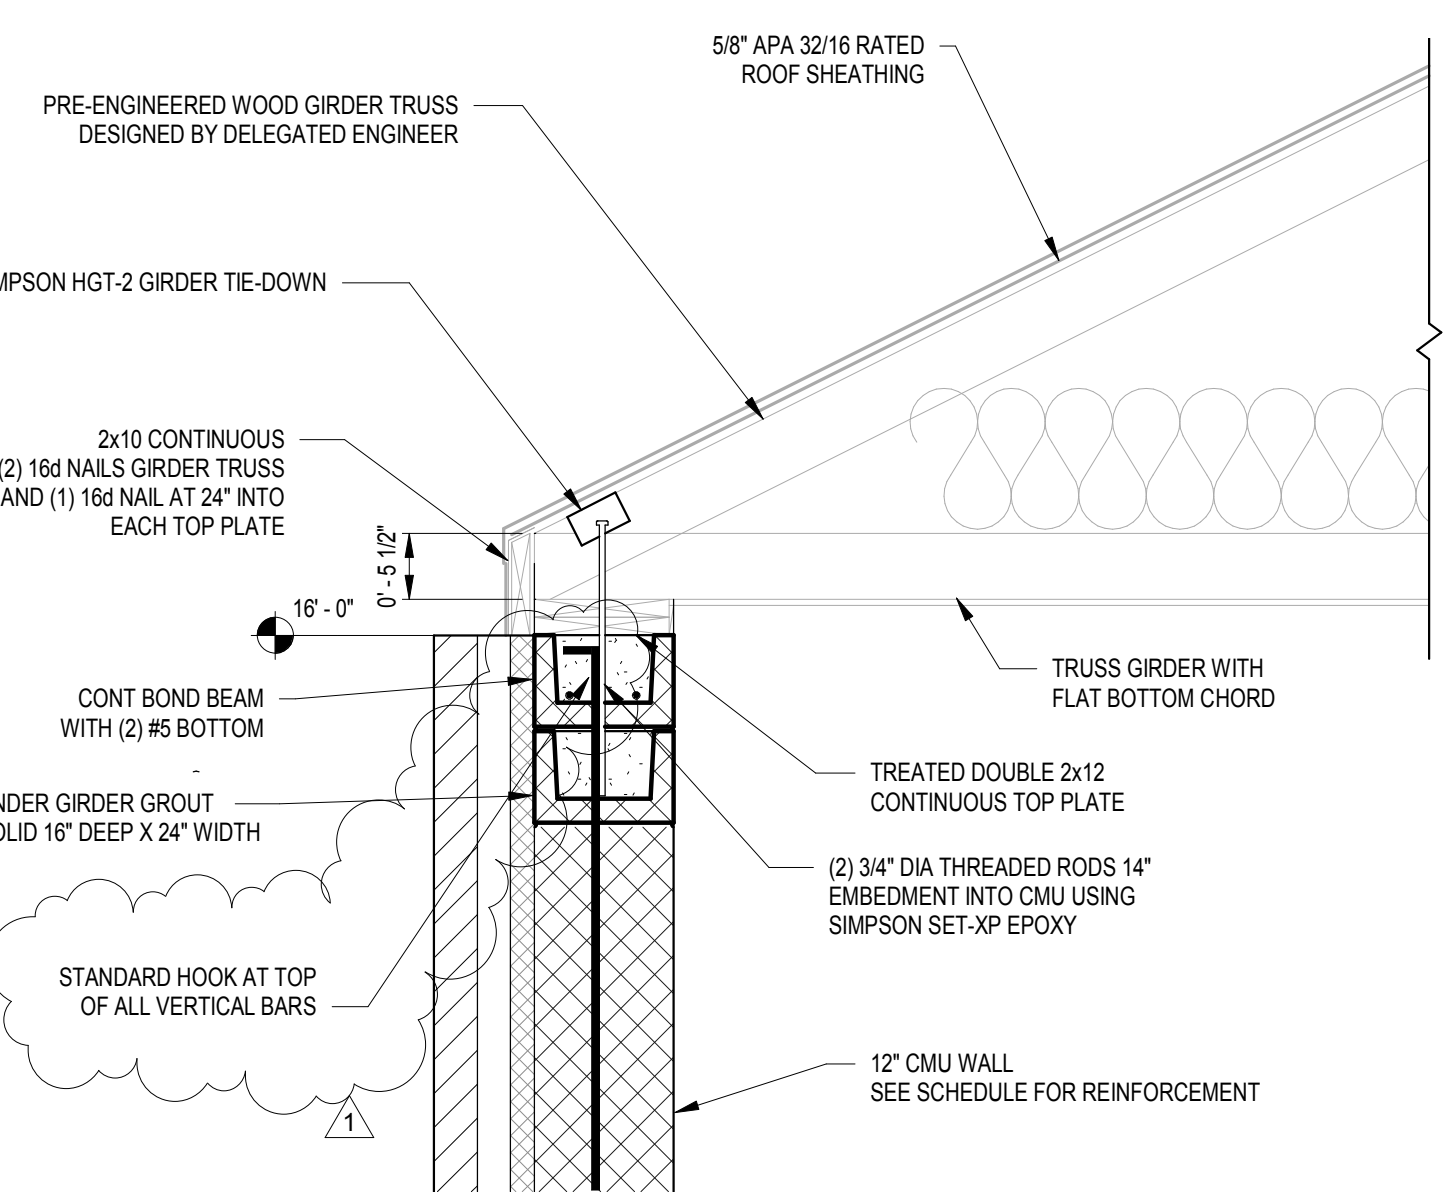 5/8" APA 32/16 RATED
ROOF SHEATHING
PRE-ENGINEERED WOOD GIRDER TRUSS
DESIGNED BY DELEGATED ENGINEER
MPSON HGT-2 GIRDER TIE-DOWN
2x10 CONTINUOUS
(2) 16d NAILS GIRDER TRUSS
AND (1) 16d NAIL AT 24" INTO
EACH TOP PLATE
0' - 5 1/2"
16' - 0"
CONT BOND BEAM
WITH (2) #5 BOTTOM
NDER GIRDER GROUT
OLID 16" DEEP X 24" WIDTH
STANDARD HOOK AT TOP
OF ALL VERTICAL BARS
1
TRUSS GIRDER WITH
FLAT BOTTOM CHORD
TREATED DOUBLE 2x12
CONTINUOUS TOP PLATE
(2) 3/4" DIA THREADED RODS 14"
EMBEDMENT INTO CMU USING
SIMPSON SET-XP EPOXY
12" CMU WALL
SEE SCHEDULE FOR REINFORCEMENT